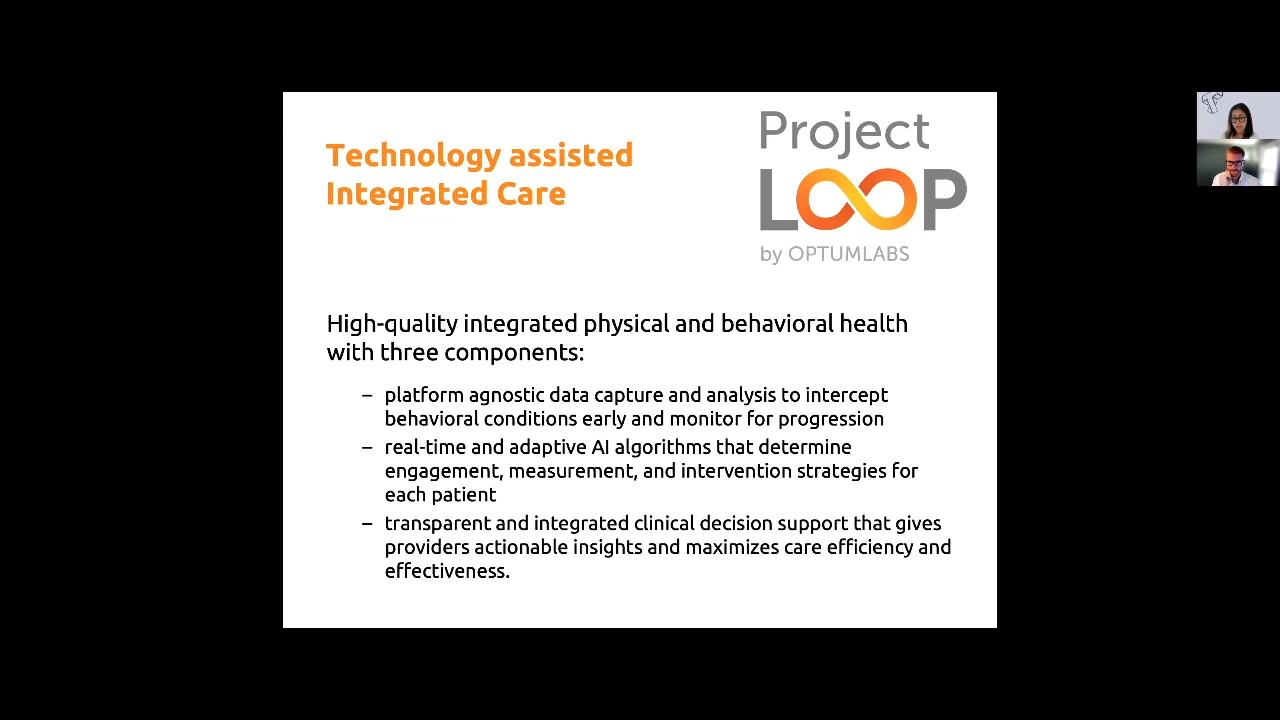 Technology assisted
Integrated Care
Project
LOOP
by OPTUMLABS
High-quality integrated physical and behavioral health
with three components:
– platform agnostic data capture and analysis to intercept
behavioral conditions early and monitor for progression
– real-time and adaptive AI algorithms that determine
engagement, measurement, and intervention strategies for
each patient
– transparent and integrated clinical decision support that gives
providers actionable insights and maximizes care efficiency and
effectiveness.